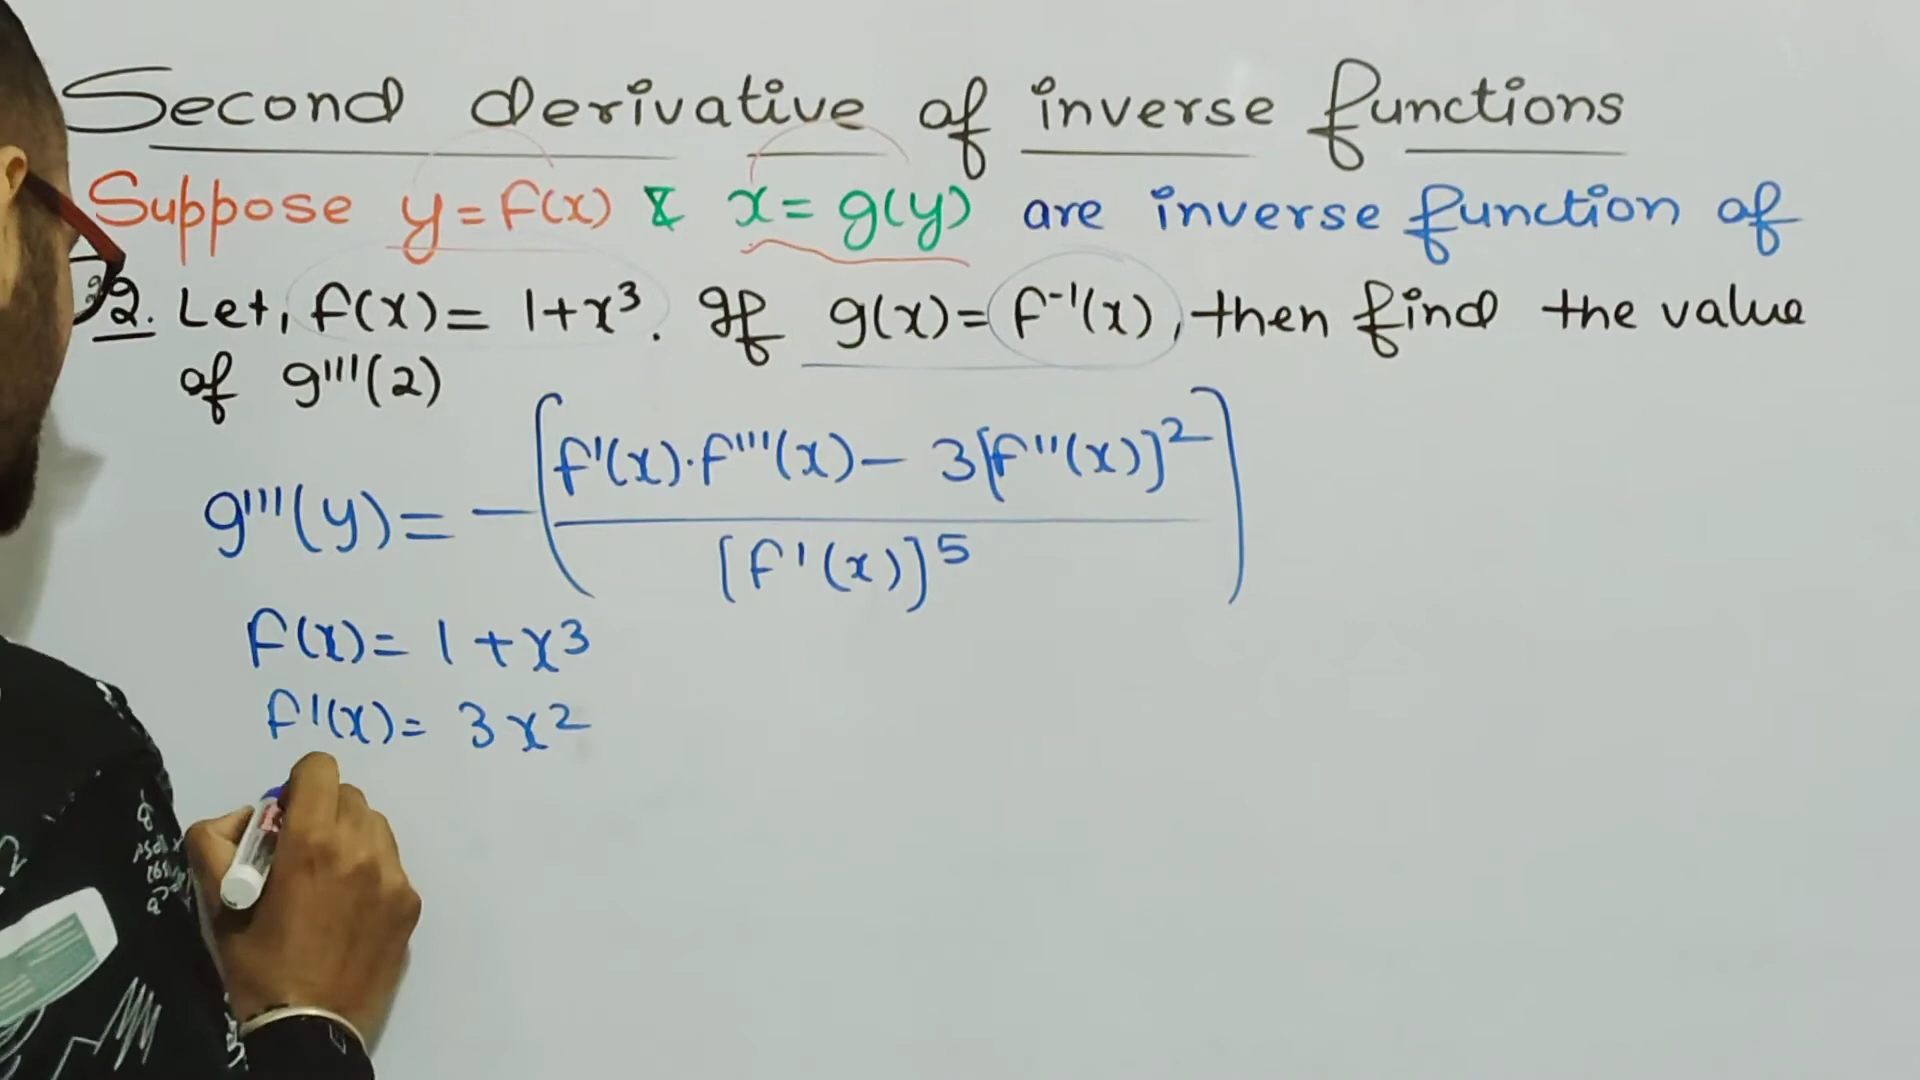 Second derivative of inverse functions
Suppose y=f(x) & x=g(y) are inverse function of
2. Let, f(x)= 1+x³. If g(x)= f⁻¹(x), then find the value
of g'''(2)
g'''(y)= -(f'(x)·f'''(x) - 3[f''(x)]² / [f'(x)]⁵)
f(x)= 1+x³
f'(x)= 3x²